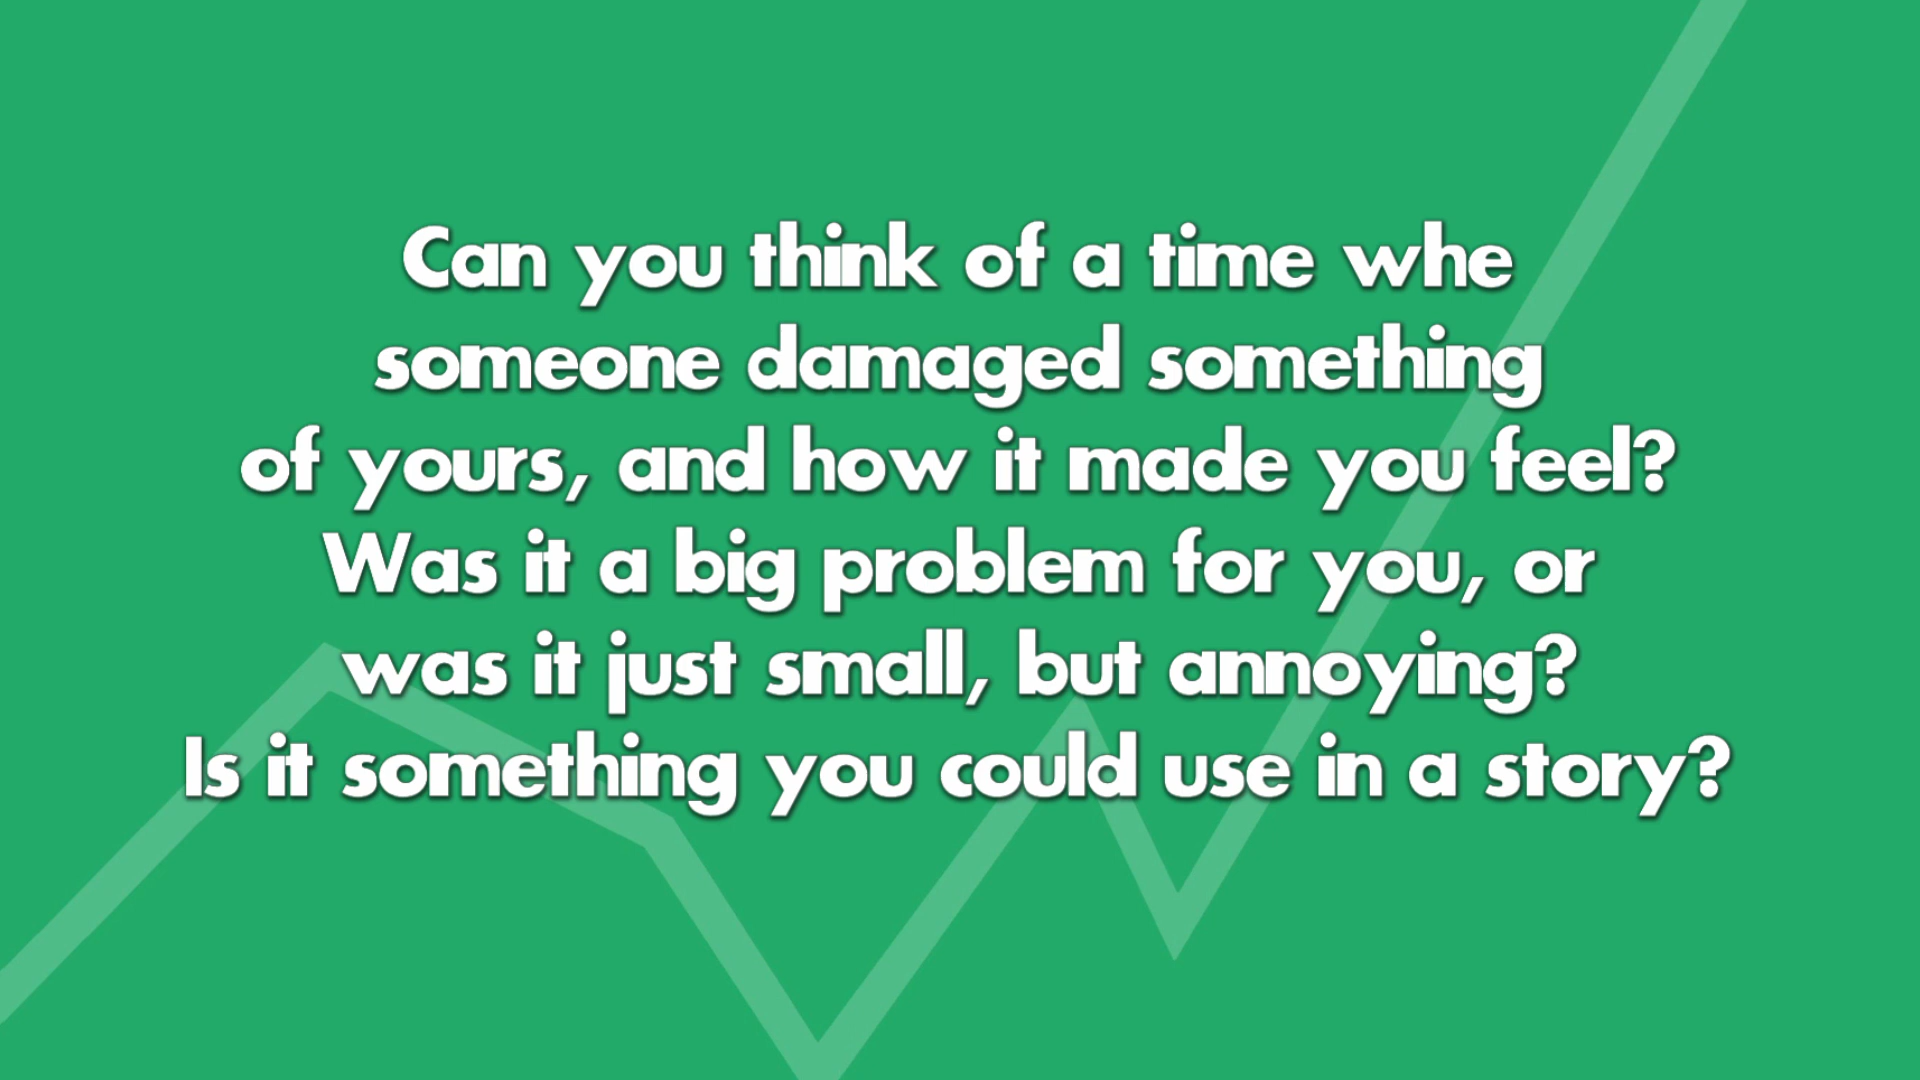 Can you think of a time whe
someone damaged something
of yours, and how it made you feel?
Was it a big problem for you, or
was it just small, but annoying?
Is it something you could use in a story?